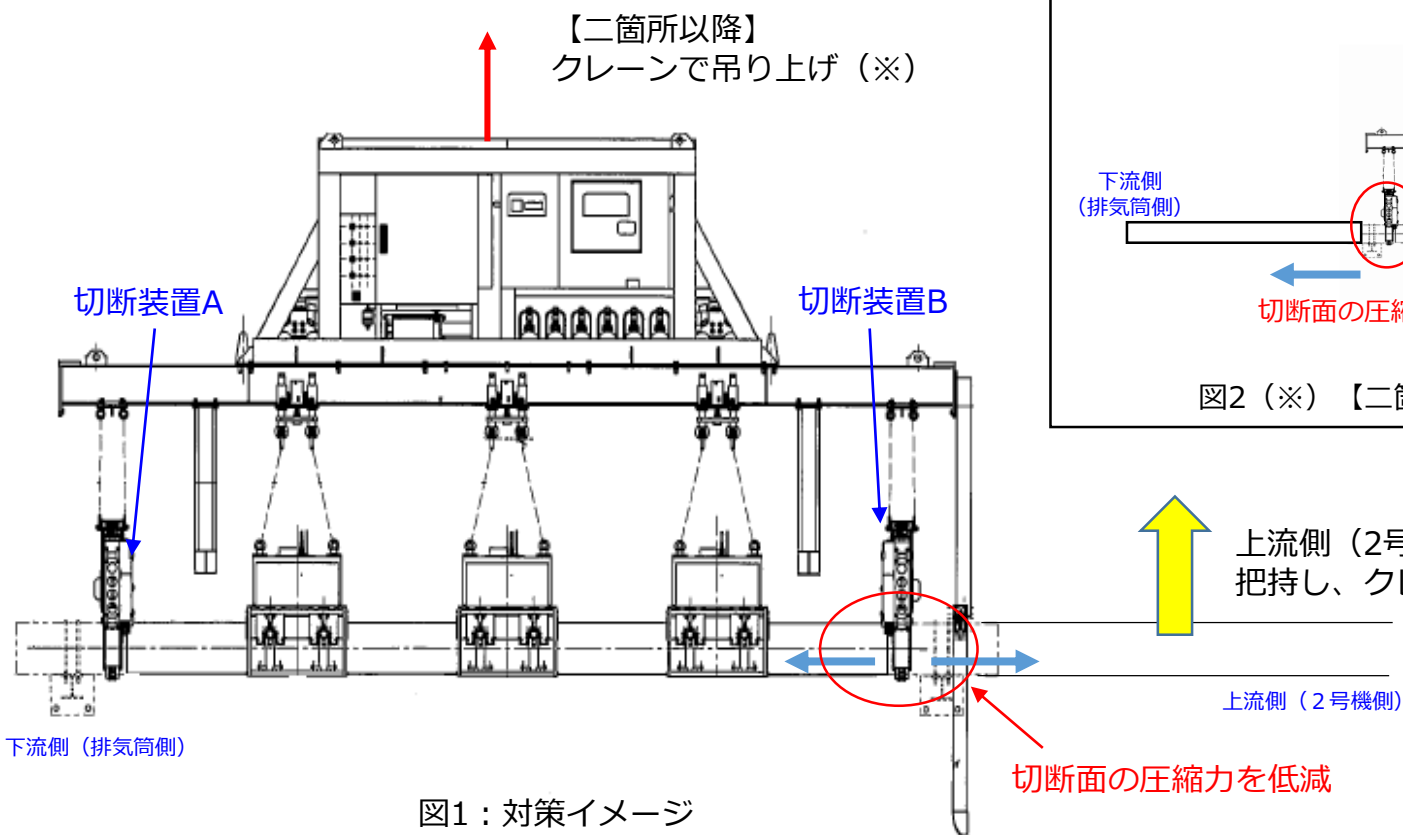 【二箇所以降】
クレーンで吊り上げ（※）
切断装置A
切断装置B
下流側（排気筒側）
切断面の圧縮力を低減
上流側（２号機側）
図1：対策イメージ
下流側
（排気筒側）
切断面の圧縮
図2（※）【二箇
上流側（2号
把持し、クレ